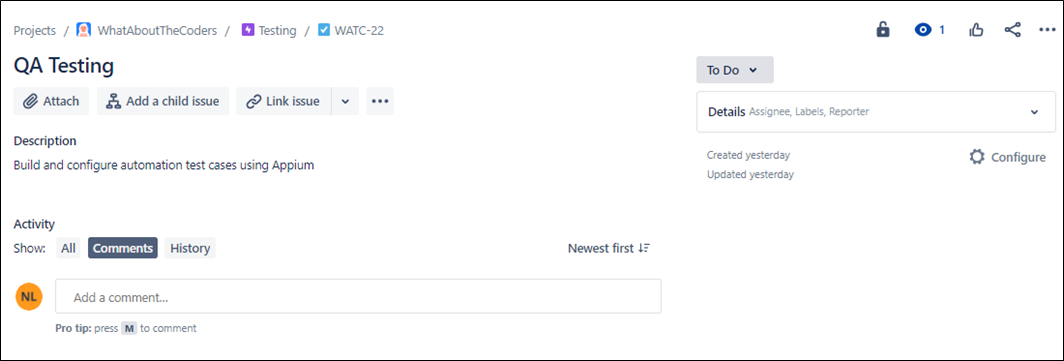 Projects / WhatAboutTheCoders / Testing / WATC-22
1
QA Testing
To Do
Attach Add a child issue Link issue
Details Assignee, Labels, Reporter
Description
Build and configure automation test cases using Appium
Created yesterday
Configure
Updated yesterday
Activity
Show: All Comments History Newest first
NL Add a comment...
Pro tip: press M to comment